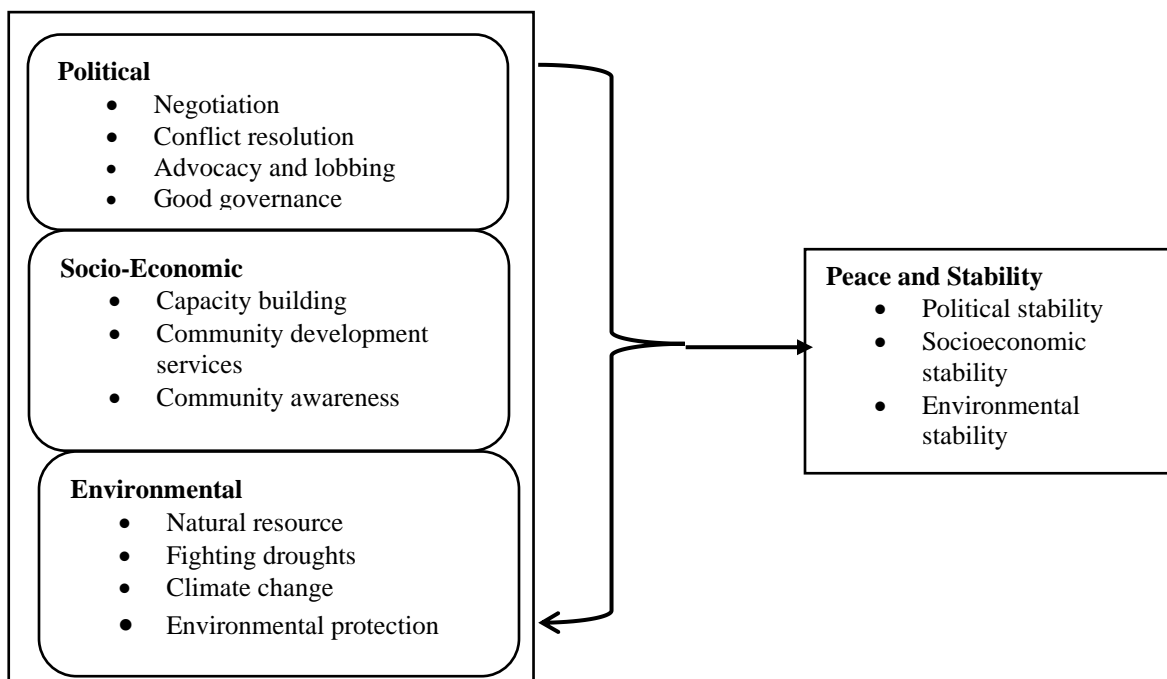 Political
• Negotiation
• Conflict resolution
• Advocacy and lobbing
• Good governance
Socio-Economic
• Capacity building
• Community development
services
• Community awareness
Environmental
• Natural resource
• Fighting droughts
• Climate change
• Environmental protection
Peace and Stability
• Political stability
• Socioeconomic
stability
• Environmental
stability